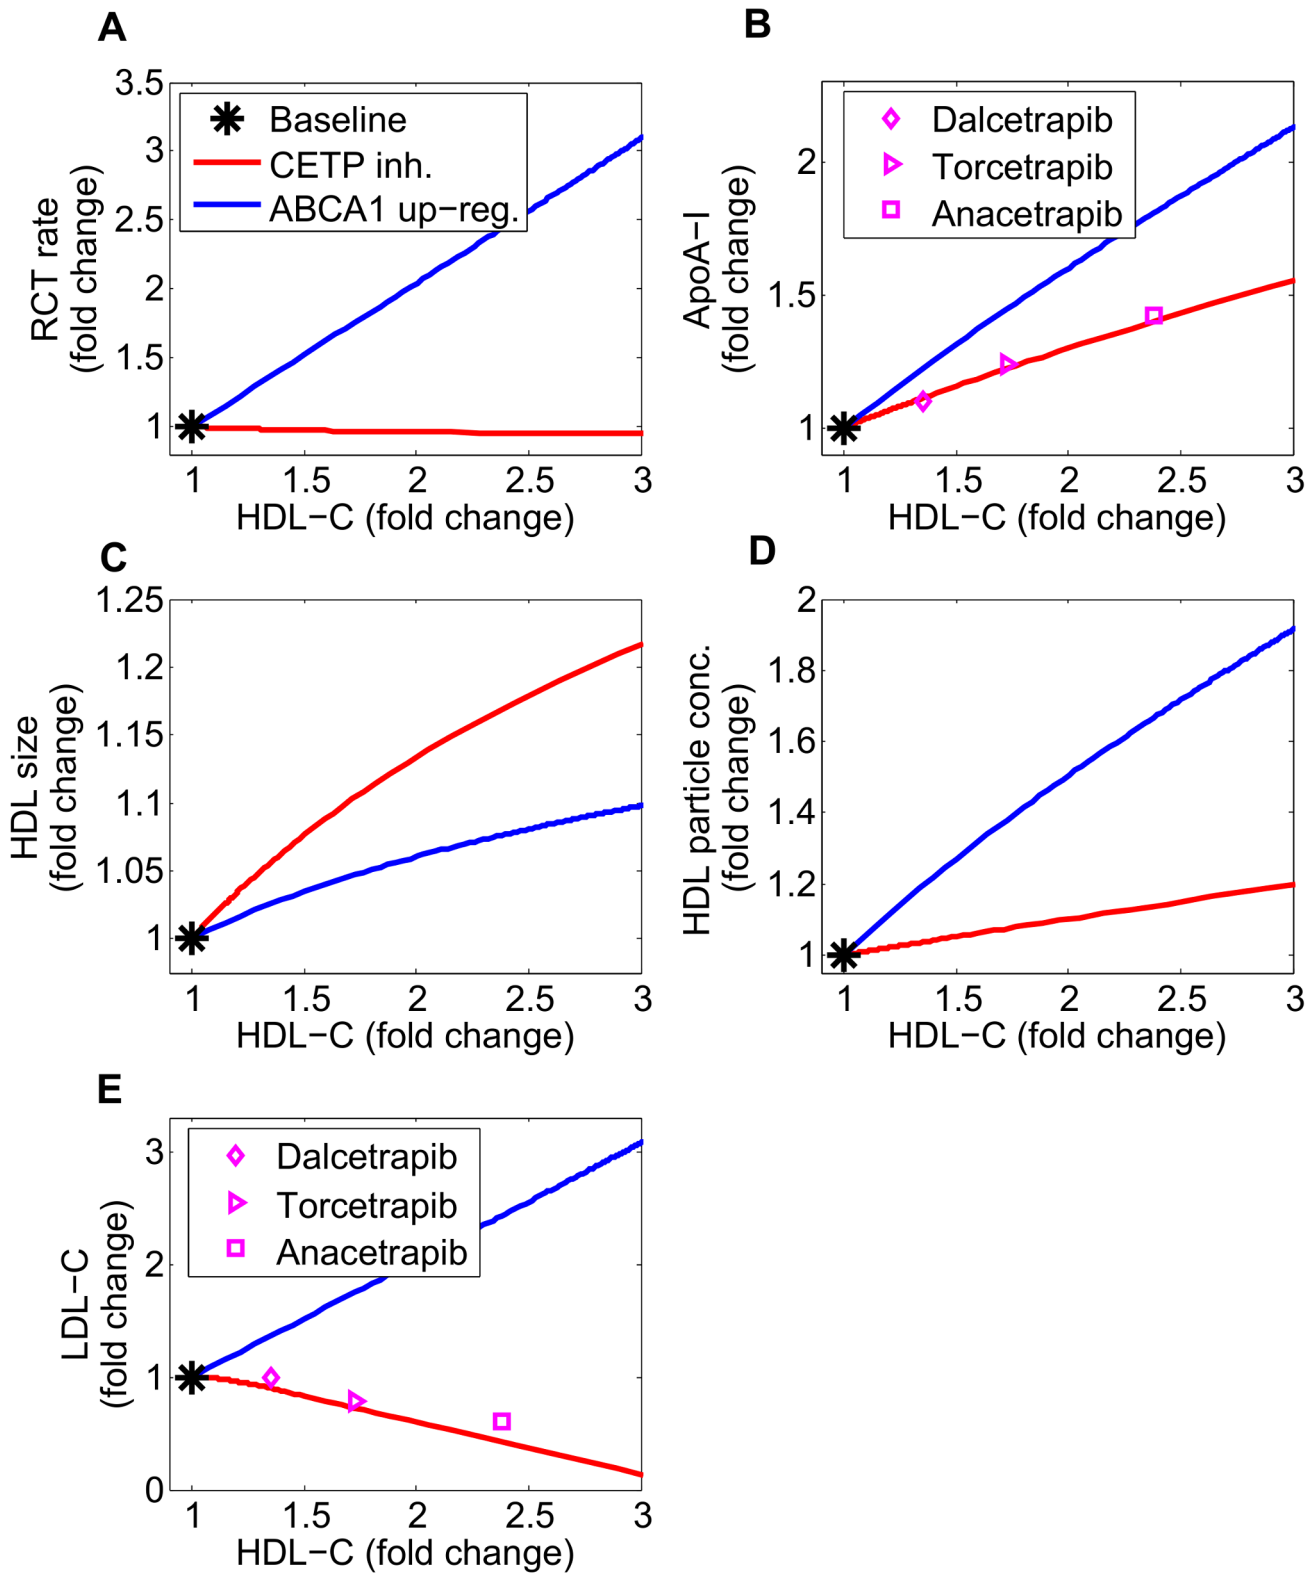 A
RCT rate
(fold change)
3.5
3
2.5
2
1.5
1
Baseline
CETP inh.
ABCA1 up−reg.
1 1.5 2 2.5 3
HDL−C (fold change)
B
ApoA−I
(fold change)
2
1.5
1
Dalcetrapib
Torcetrapib
Anacetrapib
1 1.5 2 2.5 3
HDL−C (fold change)
C
HDL size
(fold change)
1.25
1.2
1.15
1.1
1.05
1
1 1.5 2 2.5 3
HDL−C (fold change)
D
HDL particle conc.
(fold change)
2
1.8
1.6
1.4
1.2
1
1 1.5 2 2.5 3
HDL−C (fold change)
E
LDL−C
(fold change)
3
2
1
0
Dalcetrapib
Torcetrapib
Anacetrapib
1 1.5 2 2.5 3
HDL−C (fold change)